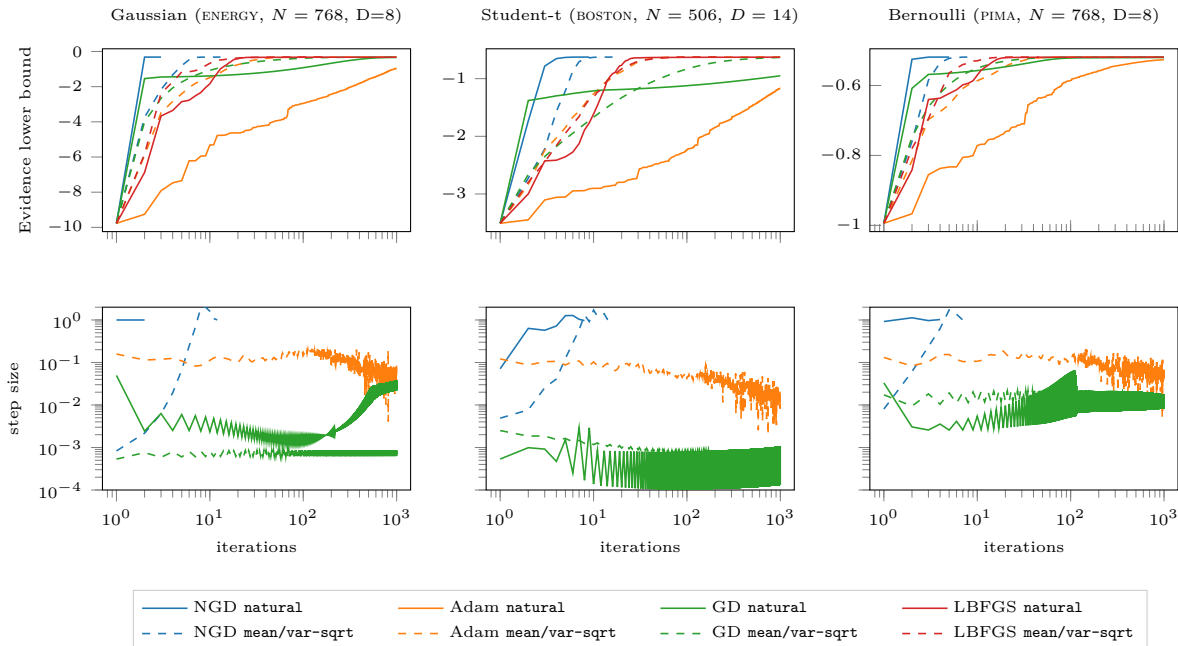 Gaussian (ENERGY, N = 768, D=8)
Student-t (BOSTON, N = 506, D = 14)
Bernoulli (PIMA, N = 768, D=8)
Evidence lower bound
0
−2
−4
−6
−8
−10
−1
−2
−3
−0.6
−0.8
−1
step size
10^0
10^−1
10^−2
10^−3
10^−4
10^0 10^1 10^2 10^3
10^0 10^1 10^2 10^3
10^0 10^1 10^2 10^3
iterations
iterations
iterations
NGD natural
Adam natural
GD natural
LBFGS natural
NGD mean/var-sqrt
Adam mean/var-sqrt
GD mean/var-sqrt
LBFGS mean/var-sqrt